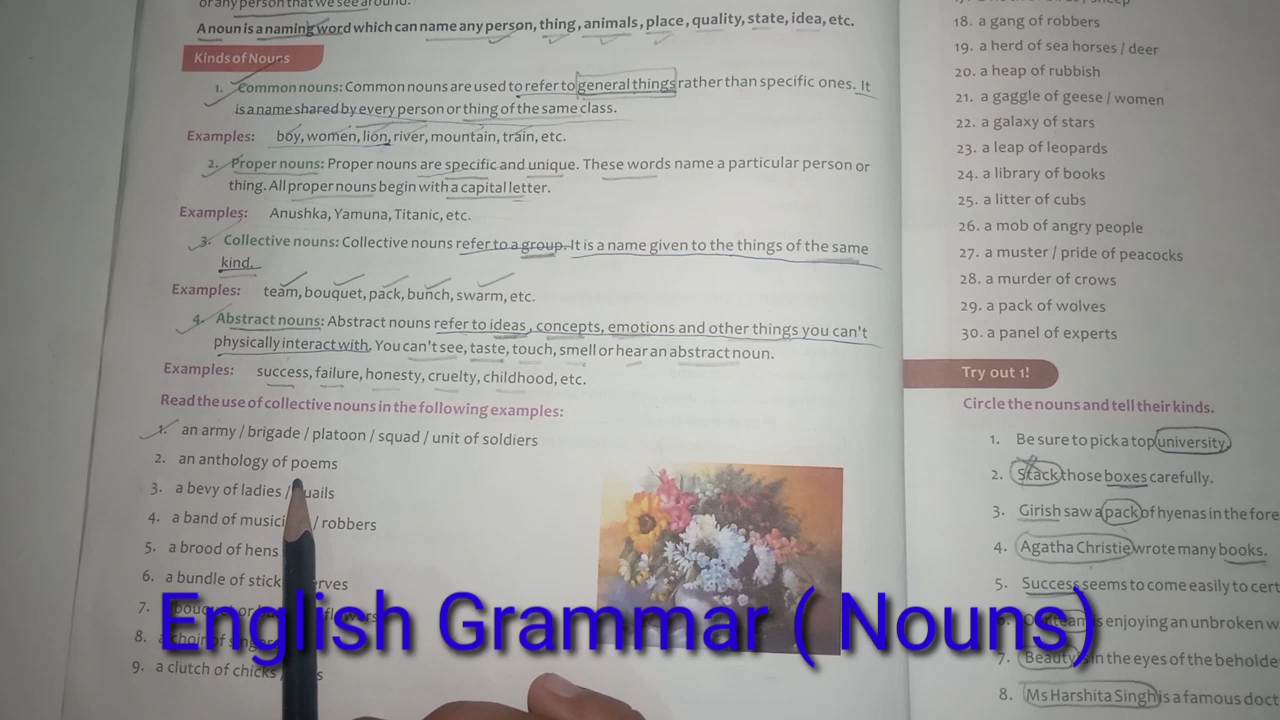 or any person that we see around.
A noun is a naming word which can name any person, thing, animals, place, quality, state, idea, etc.
Kinds of Nouns
1. Common nouns: Common nouns are used to refer to general things rather than specific ones. It
is a name shared by every person or thing of the same class.
Examples: boy, women, lion, river, mountain, train, etc.
2. Proper nouns: Proper nouns are specific and unique. These words name a particular person or
thing. All proper nouns begin with a capital letter.
Examples: Anushka, Yamuna, Titanic, etc.
3. Collective nouns: Collective nouns refer to a group. It is a name given to the things of the same
kind.
Examples: team, bouquet, pack, bunch, swarm, etc.
4. Abstract nouns: Abstract nouns refer to ideas, concepts, emotions and other things you can't
physically interact with. You can't see, taste, touch, smell or hear an abstract noun.
Examples: success, failure, honesty, cruelty, childhood, etc.
Read the use of collective nouns in the following examples:
1. an army / brigade / platoon / squad / unit of soldiers
2. an anthology of poems
3. a bevy of ladies /
4. a band of / robbers
5. a brood of hens
6. a bundle of
7.
8. a choir of
9. a clutch of chicks
18. a gang of robbers
19. a herd of sea horses / deer
20. a heap of rubbish
21. a gaggle of geese / women
22. a galaxy of stars
23. a leap of leopards
24. a library of books
25. a litter of cubs
26. a mob of angry people
27. a muster / pride of peacocks
28. a murder of crows
29. a pack of wolves
30. a panel of experts
Try out 1!
Circle the nouns and tell their kinds.
1. Be sure to pick a top university.
2. Stack those boxes carefully.
3. Girish saw a pack of hyenas in the
4. Agatha Christie wrote many books.
5. Success seems to come easily to
6. Our team is enjoying an unbroken
7. Beauty is in the eyes of the
8. Ms Harshita Singh is a famous
English Grammar ( Nouns)